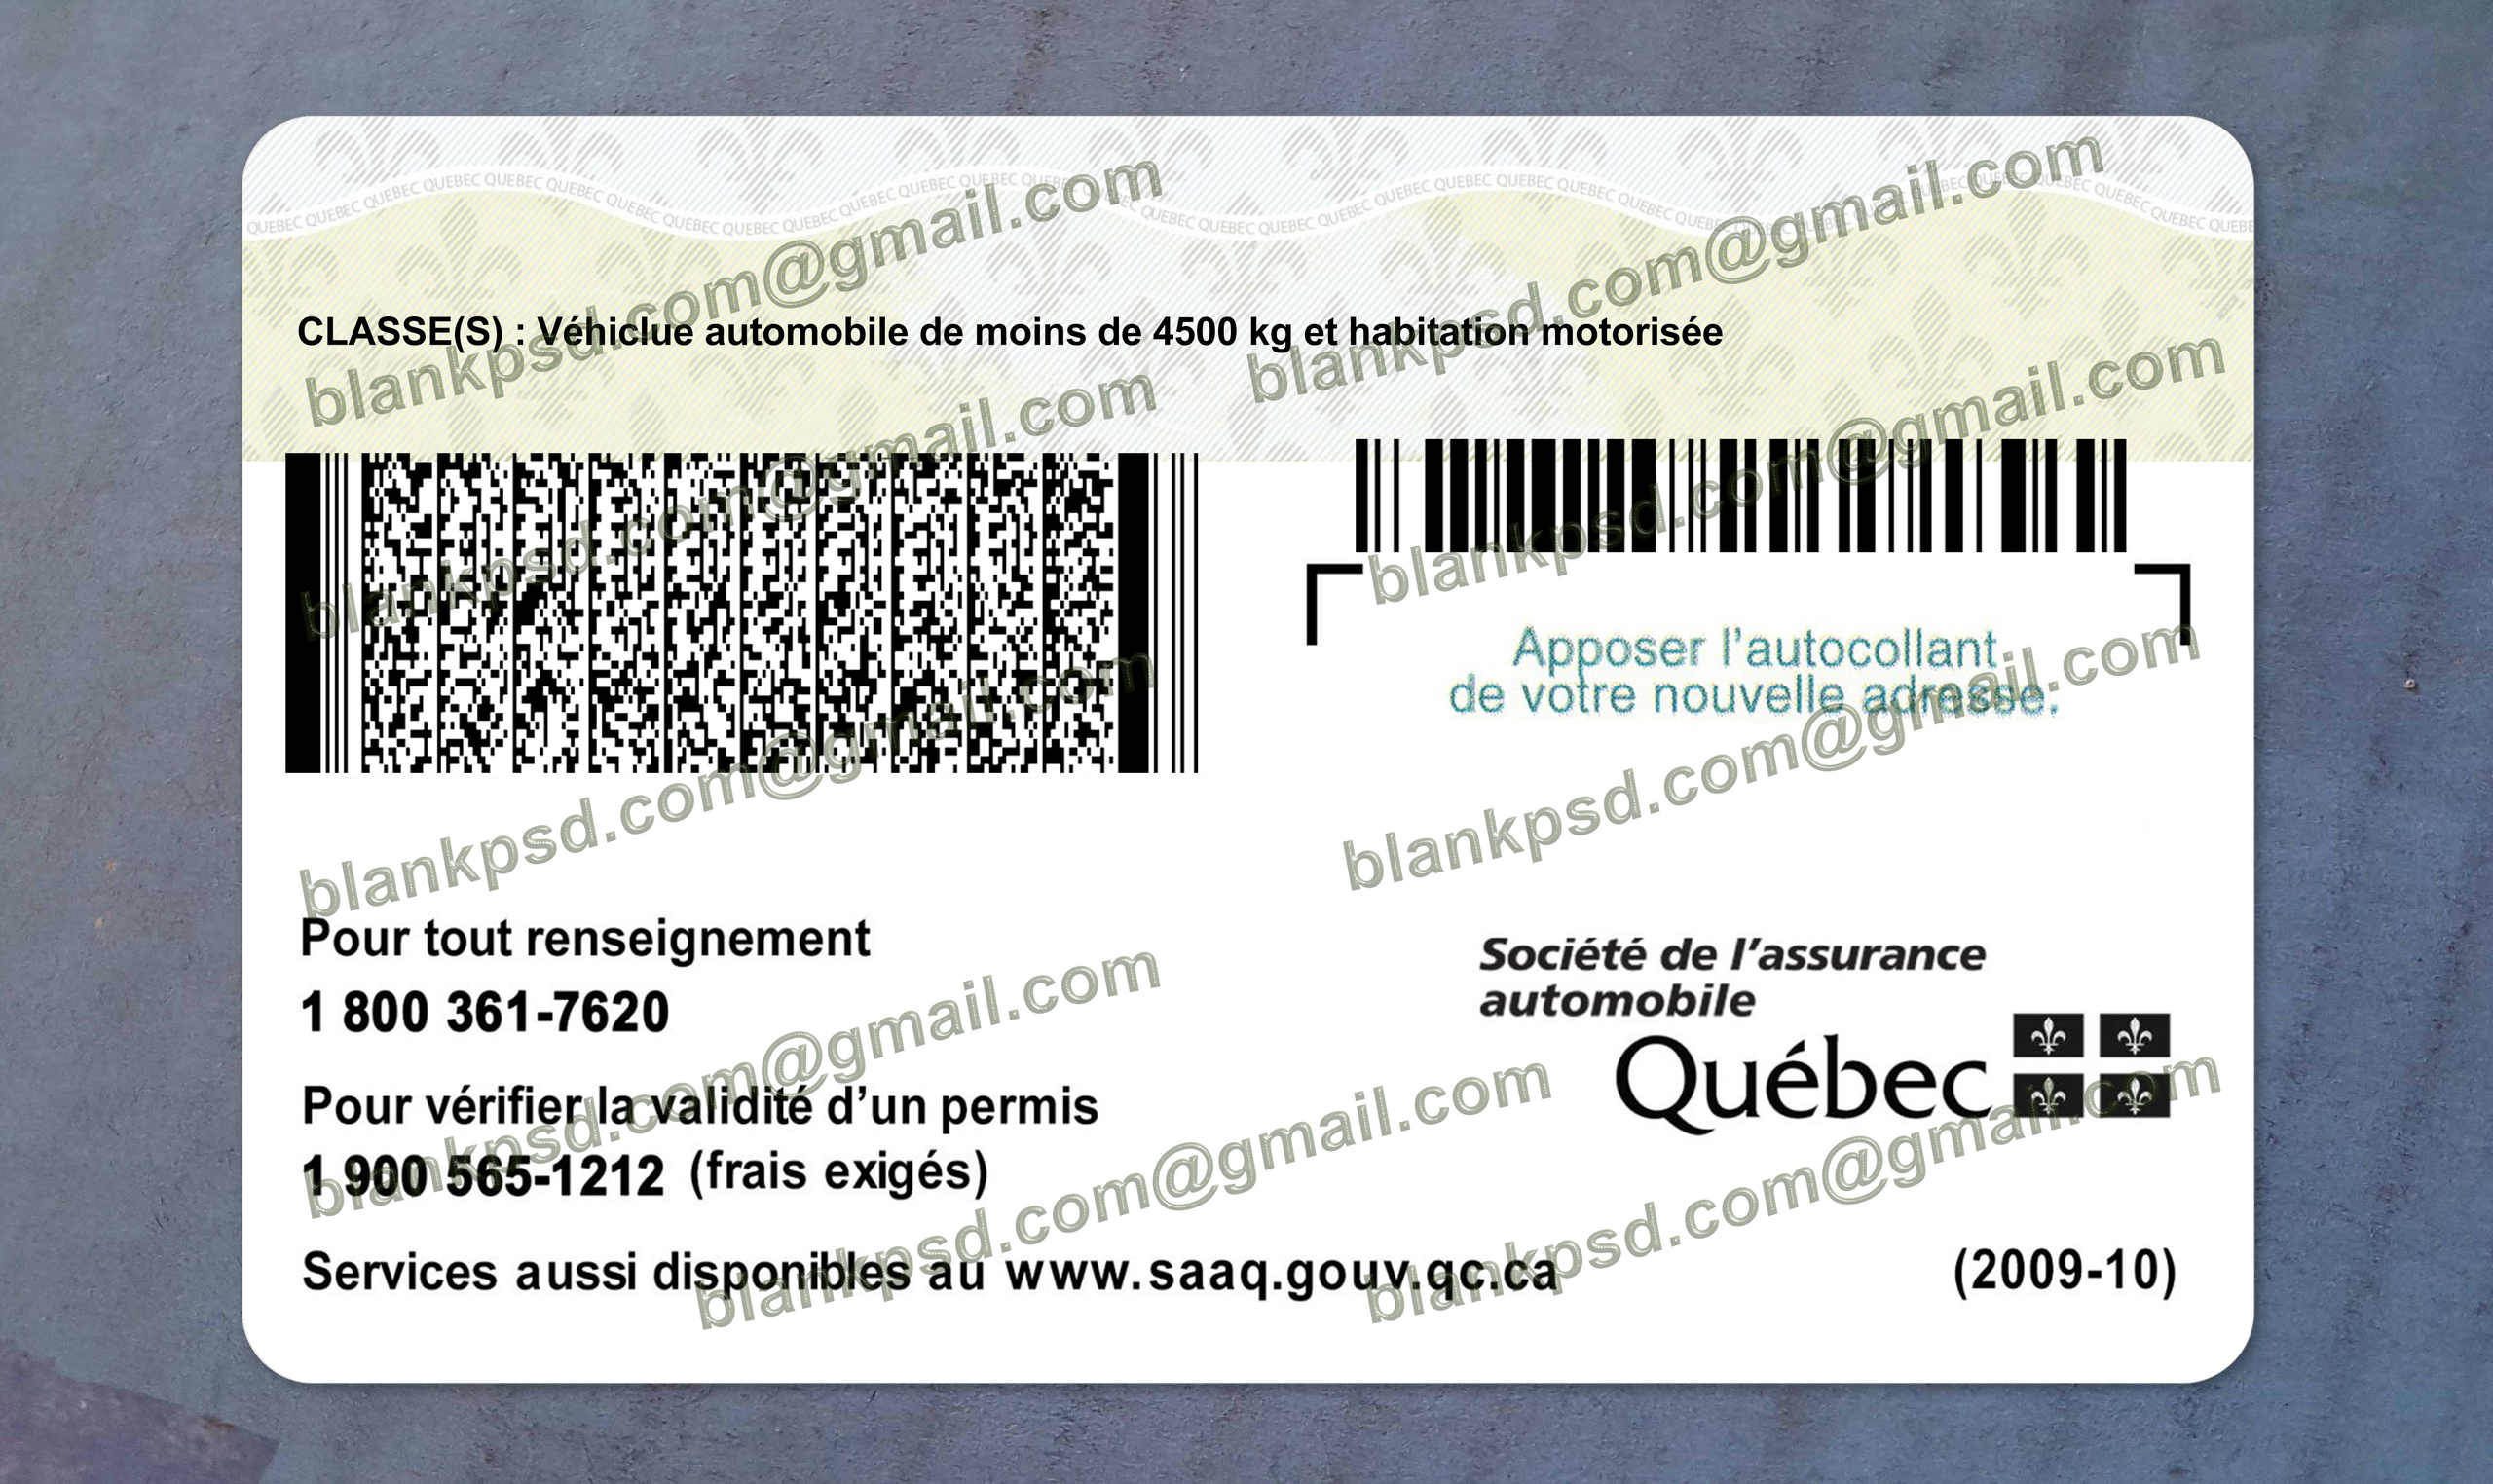 QUEBEC QUEBEC QUEBEC QUEBEC QUEBEC QUEBEC QUEBEC QUEBEC QUEBEC QUEBEC QUEBEC QUEBEC QUEBEC
blankpsd.com@gmail.com
blankpsd.com@gmail.com
CLASSE(S) : Véhiclue automobile de moins de 4500 kg et habitation motorisée
blankpsd.com@gmail.com
blankpsd.com@gmail.com
Apposer l'autocollant
de votre nouvelle adresse.
blankpsd.com@gmail.com
blankpsd.com@gmail.com
Pour tout renseignement
1 800 361-7620
Société de l'assurance
automobile
Québec
blankpsd.com@gmail.com
Pour vérifier la validité d'un permis
1 900 565-1212 (frais exigés)
blankpsd.com@gmail.com
blankpsd.com@gmail.com
Services aussi disponibles au www.saaq.gouv.qc.ca
(2009-10)